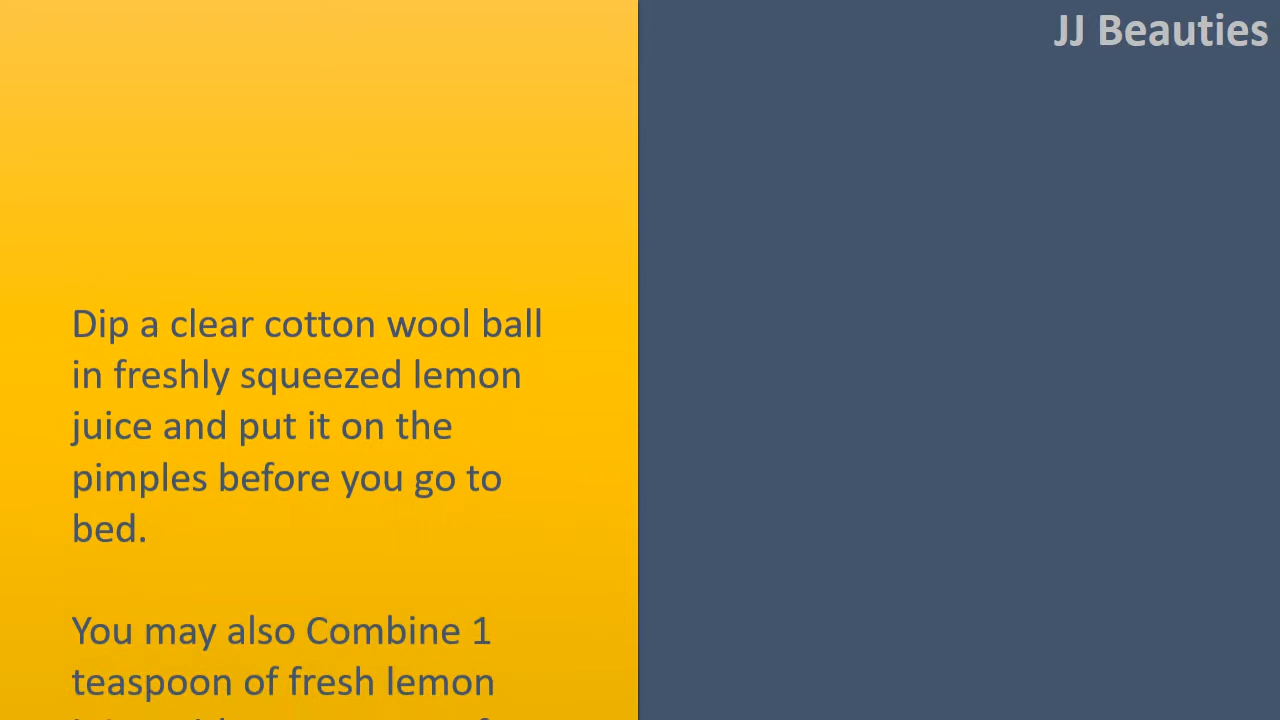 JJ Beauties
Dip a clear cotton wool ball
in freshly squeezed lemon
juice and put it on the
pimples before you go to
bed.
You may also Combine 1
teaspoon of fresh lemon